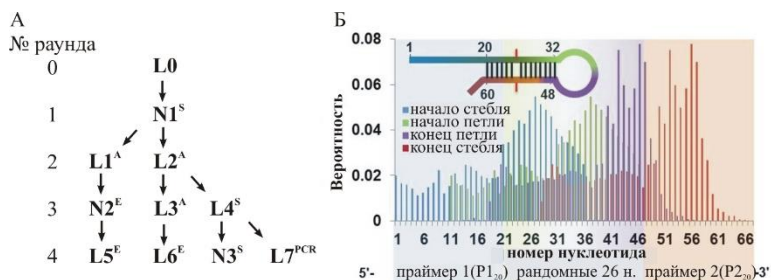 А
№ раунда
0 L0
1 N1ˢ
2 L1ᴬ L2ᴬ
3 N2ᴱ L3ᴬ L4ˢ
4 L5ᴱ L6ᴱ N3ˢ L7ᴾᶜᴿ
Б
Вероятность
0.08
0.06
0.04
0.02
0
1 20 32
60 48
начало стебля
начало петли
конец петли
конец стебля
1 6 11 16 21 26 31 36 41 46 51 56 61 66
номер нуклеотида
5'- праймер 1(P1₂₀) рандомные 26 н. праймер 2(P2₂₀)-3'